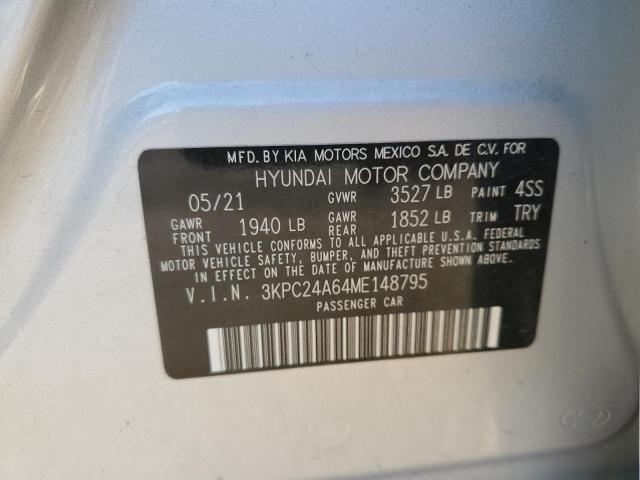 MFD. BY KIA MOTORS MEXICO S.A. DE C.V. FOR
HYUNDAI MOTOR COMPANY
05/21 GVWR 3527 LB PAINT 4SS
GAWR FRONT 1940 LB GAWR REAR 1852 LB TRIM TRY
THIS VEHICLE CONFORMS TO ALL APPLICABLE U.S.A. FEDERAL
MOTOR VEHICLE SAFETY, BUMPER, AND THEFT PREVENTION STANDARDS
IN EFFECT ON THE DATE OF MANUFACTURE SHOWN ABOVE.
V.I.N. 3KPC24A64ME148795
PASSENGER CAR